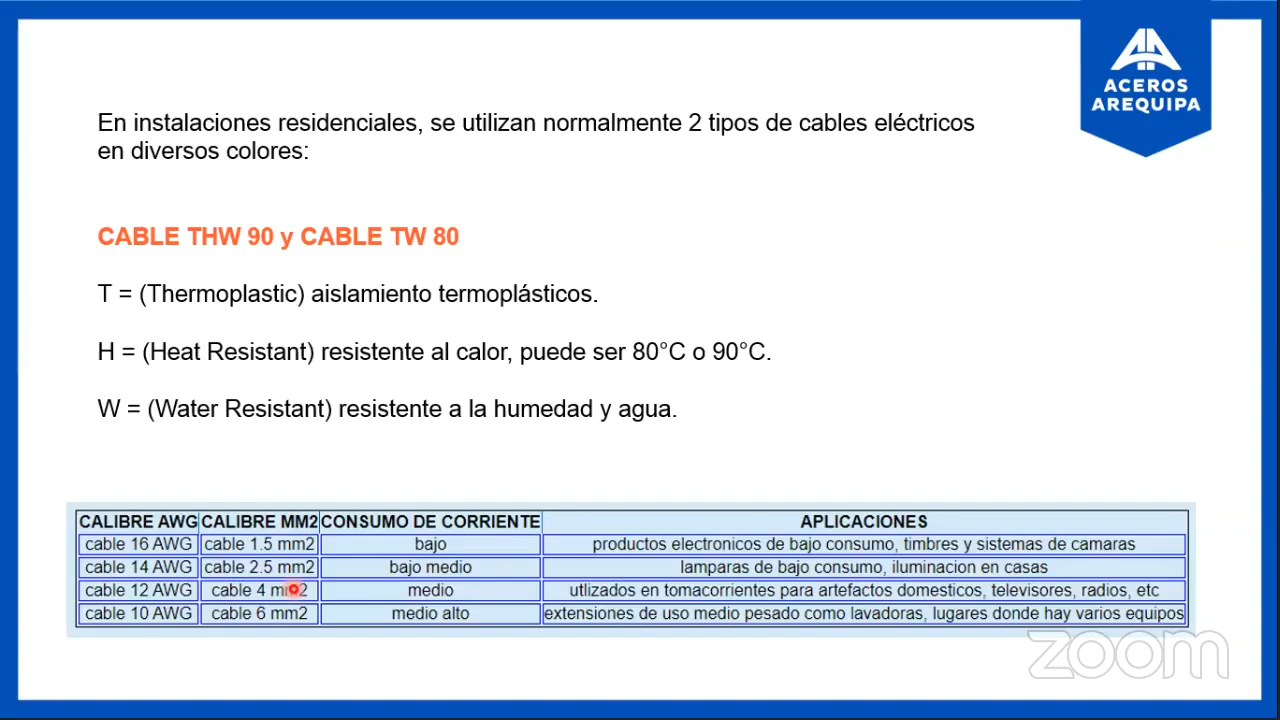 ACEROS
AREQUIPA
En instalaciones residenciales, se utilizan normalmente 2 tipos de cables eléctricos
en diversos colores:
CABLE THW 90 y CABLE TW 80
T = (Thermoplastic) aislamiento termoplásticos.
H = (Heat Resistant) resistente al calor, puede ser 80°C o 90°C.
W = (Water Resistant) resistente a la humedad y agua.
CALIBRE AWG CALIBRE MM2 CONSUMO DE CORRIENTE APLICACIONES
cable 16 AWG cable 1.5 mm2 bajo productos electronicos de bajo consumo, timbres y sistemas de camaras
cable 14 AWG cable 2.5 mm2 bajo medio lamparas de bajo consumo, iluminacion en casas
cable 12 AWG cable 4 mm2 medio utlizados en tomacorrientes para artefactos domesticos, televisores, radios, etc
cable 10 AWG cable 6 mm2 medio alto extensiones de uso medio pesado como lavadoras, lugares donde hay varios equipos
zoom